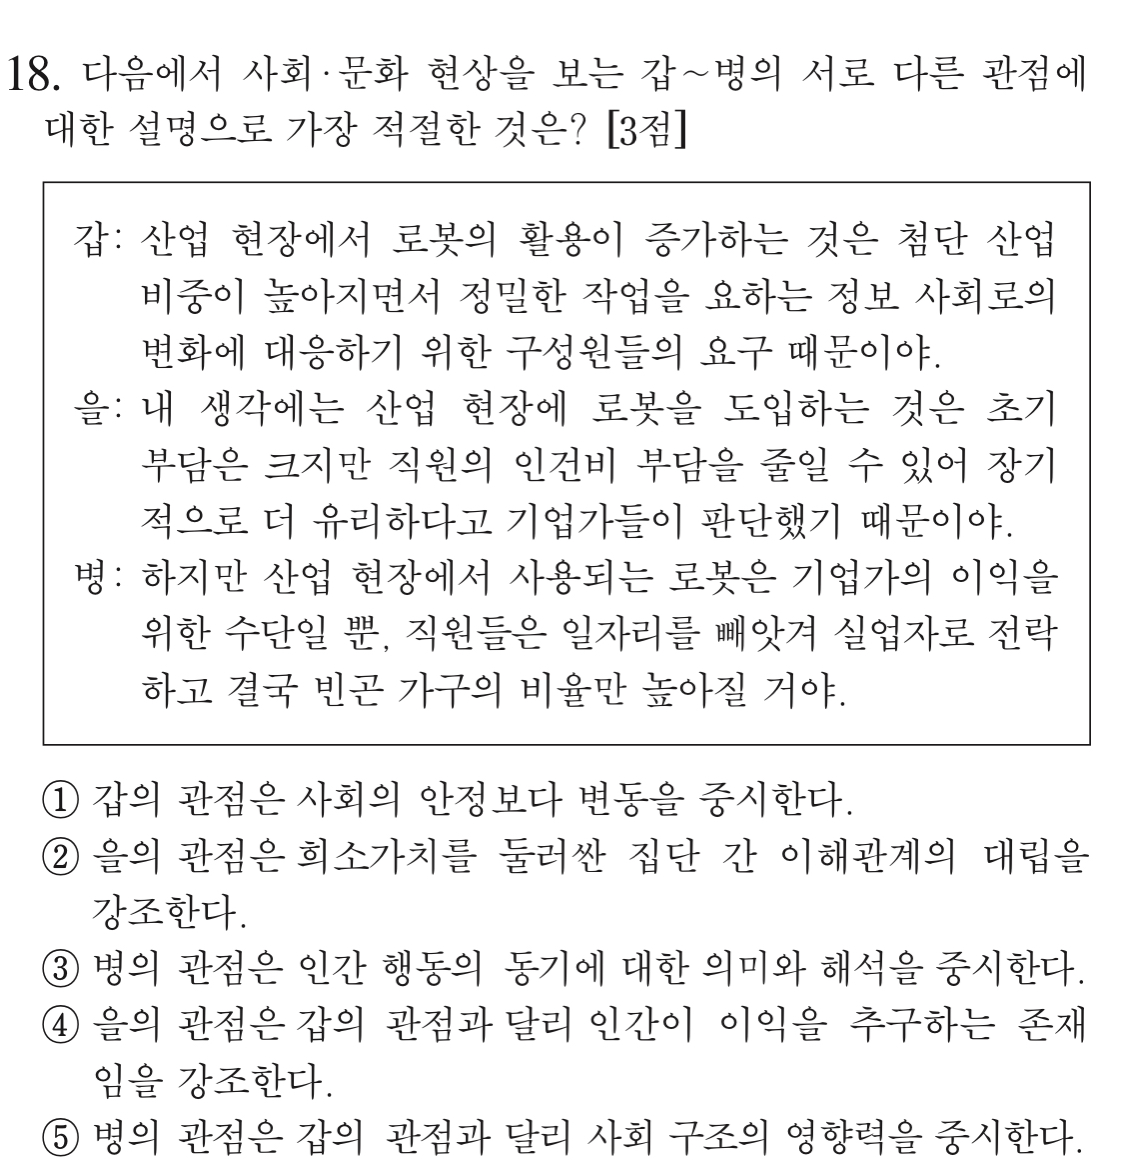 18. 다음에서 사회·문화 현상을 보는 갑～병의 서로 다른 관점에
대한 설명으로 가장 적절한 것은? [3점]
갑: 산업 현장에서 로봇의 활용이 증가하는 것은 첨단 산업
비중이 높아지면서 정밀한 작업을 요하는 정보 사회로의
변화에 대응하기 위한 구성원들의 요구 때문이야.
을: 내 생각에는 산업 현장에 로봇을 도입하는 것은 초기
부담은 크지만 직원의 인건비 부담을 줄일 수 있어 장기
적으로 더 유리하다고 기업가들이 판단했기 때문이야.
병: 하지만 산업 현장에서 사용되는 로봇은 기업가의 이익을
위한 수단일 뿐, 직원들은 일자리를 빼앗겨 실업자로 전락
하고 결국 빈곤 가구의 비율만 높아질 거야.
① 갑의 관점은 사회의 안정보다 변동을 중시한다.
② 을의 관점은 희소가치를 둘러싼 집단 간 이해관계의 대립을
강조한다.
③ 병의 관점은 인간 행동의 동기에 대한 의미와 해석을 중시한다.
④ 을의 관점은 갑의 관점과 달리 인간이 이익을 추구하는 존재
임을 강조한다.
⑤ 병의 관점은 갑의 관점과 달리 사회 구조의 영향력을 중시한다.